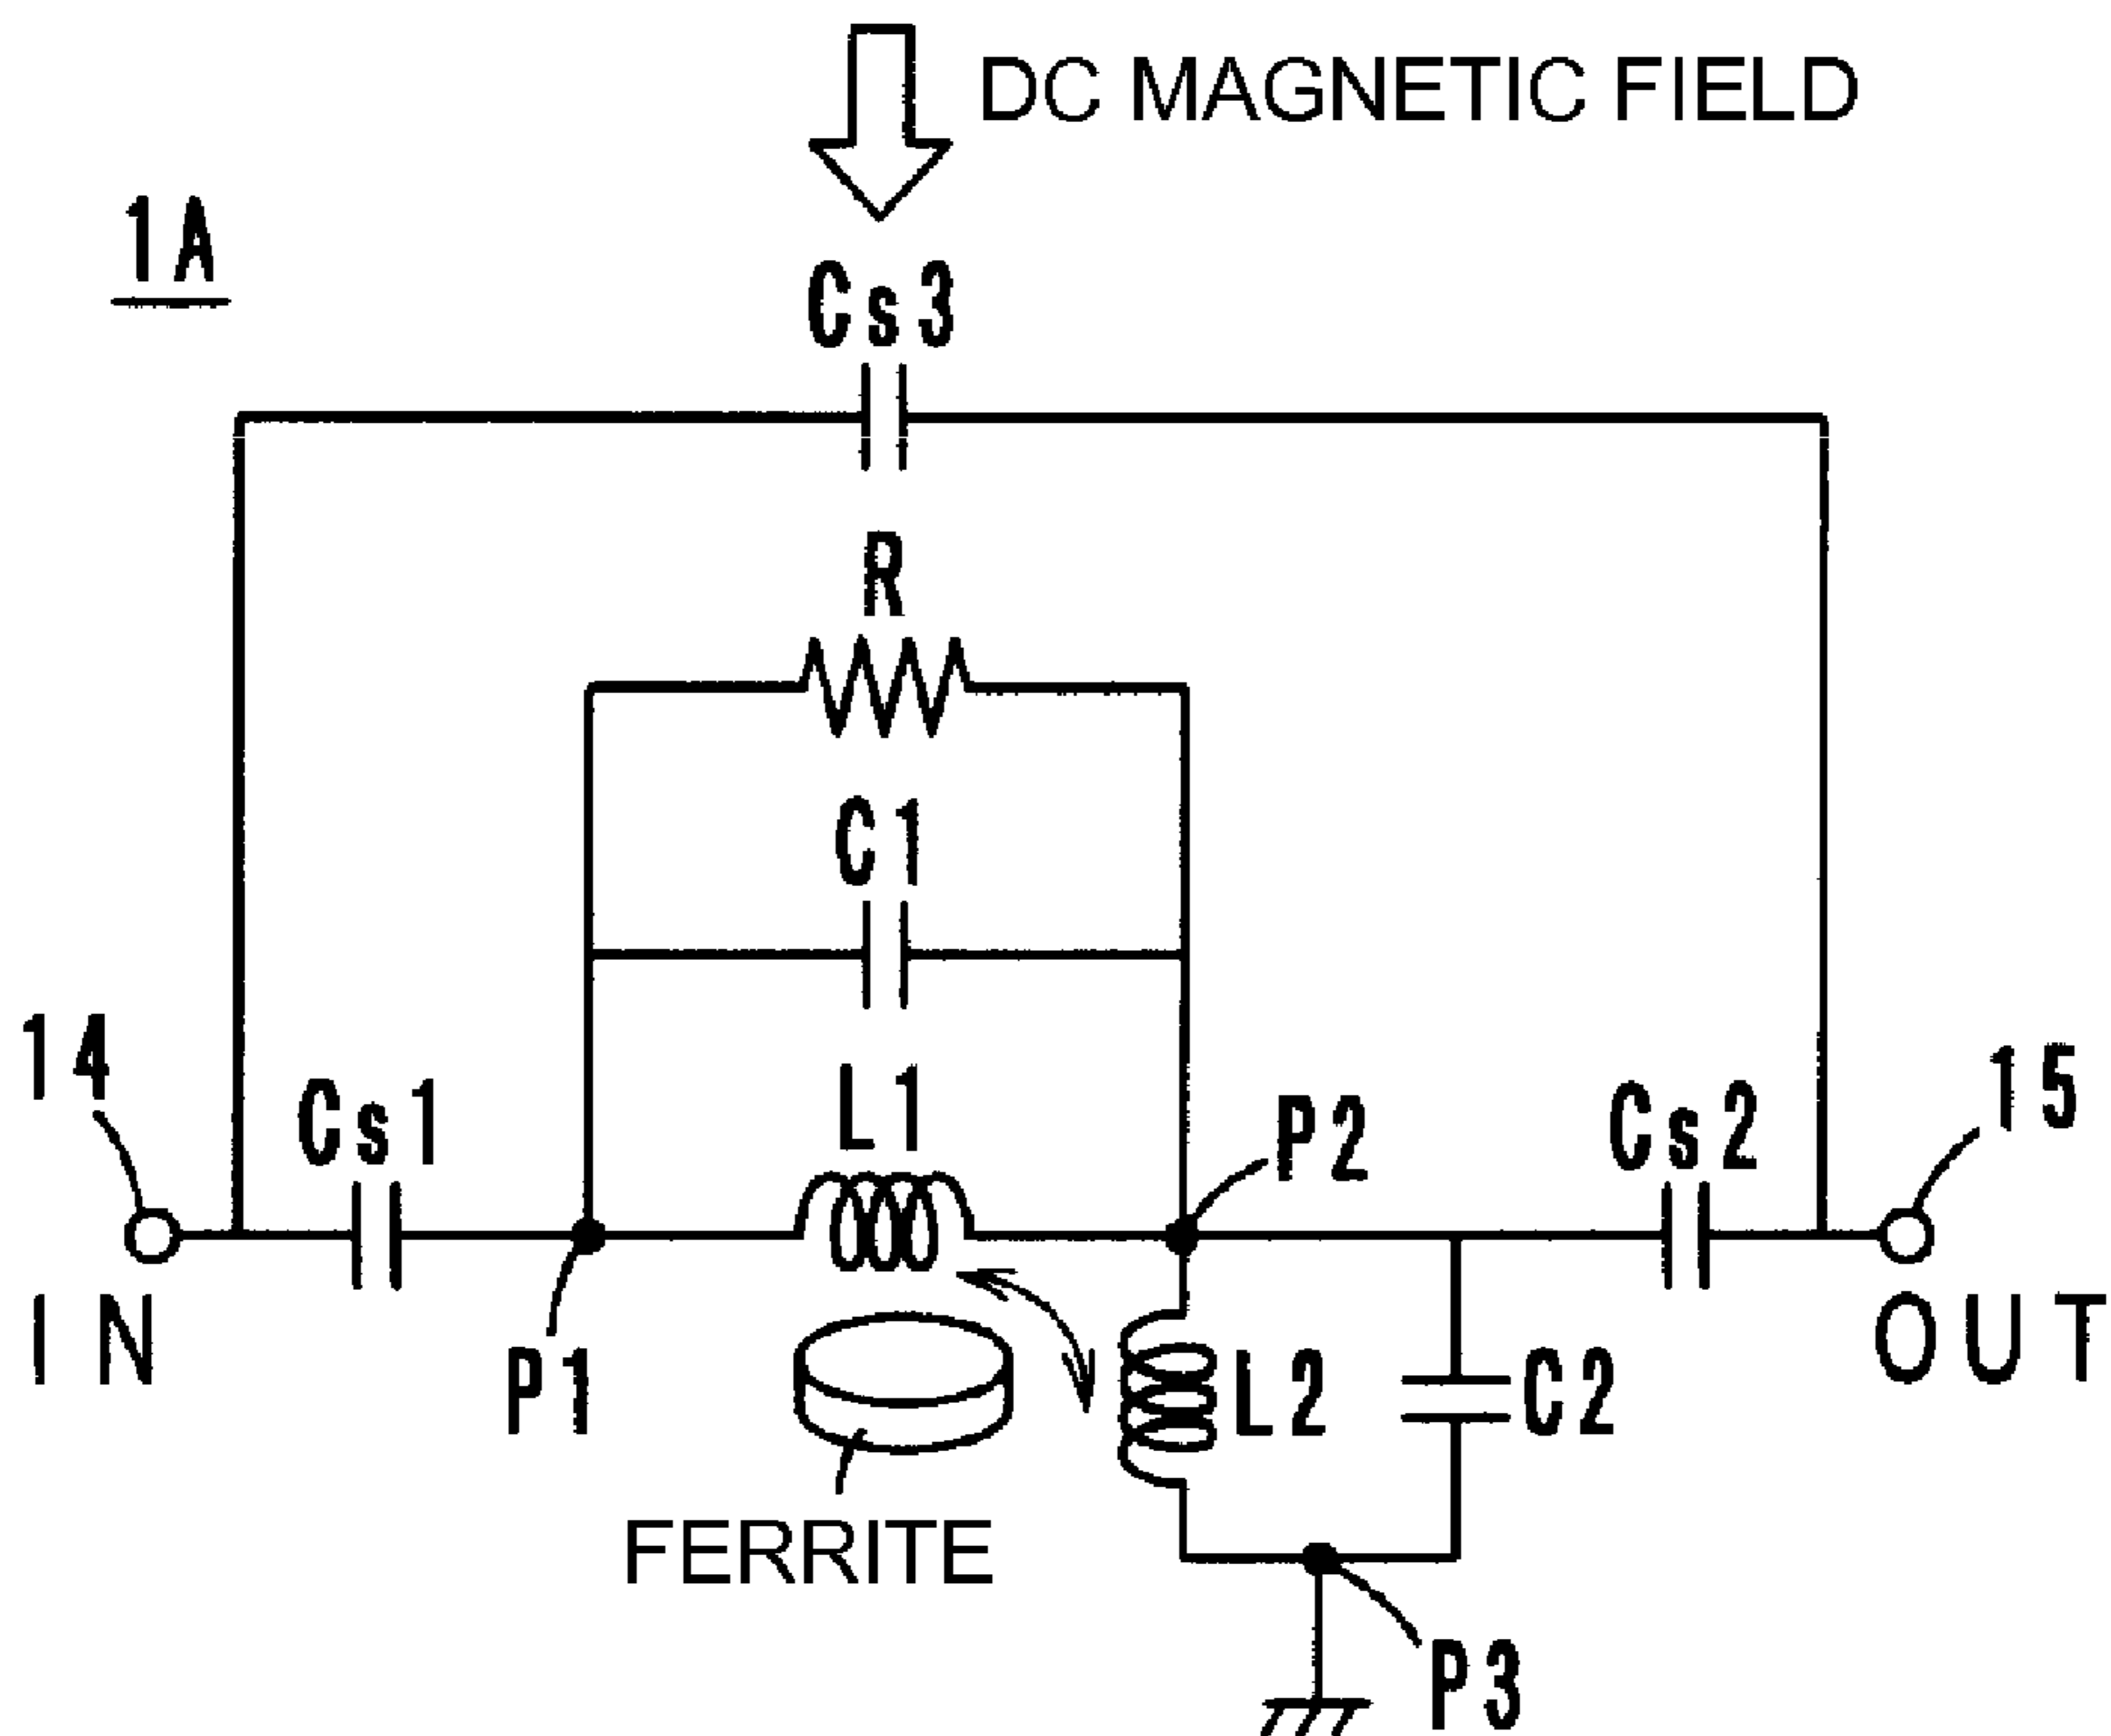 DC MAGNETIC FIELD
1A
Cs3
R
C1
14
Cs1
L1
P2
Cs2
15
IN
P1
L2
C2
OUT
FERRITE
P3